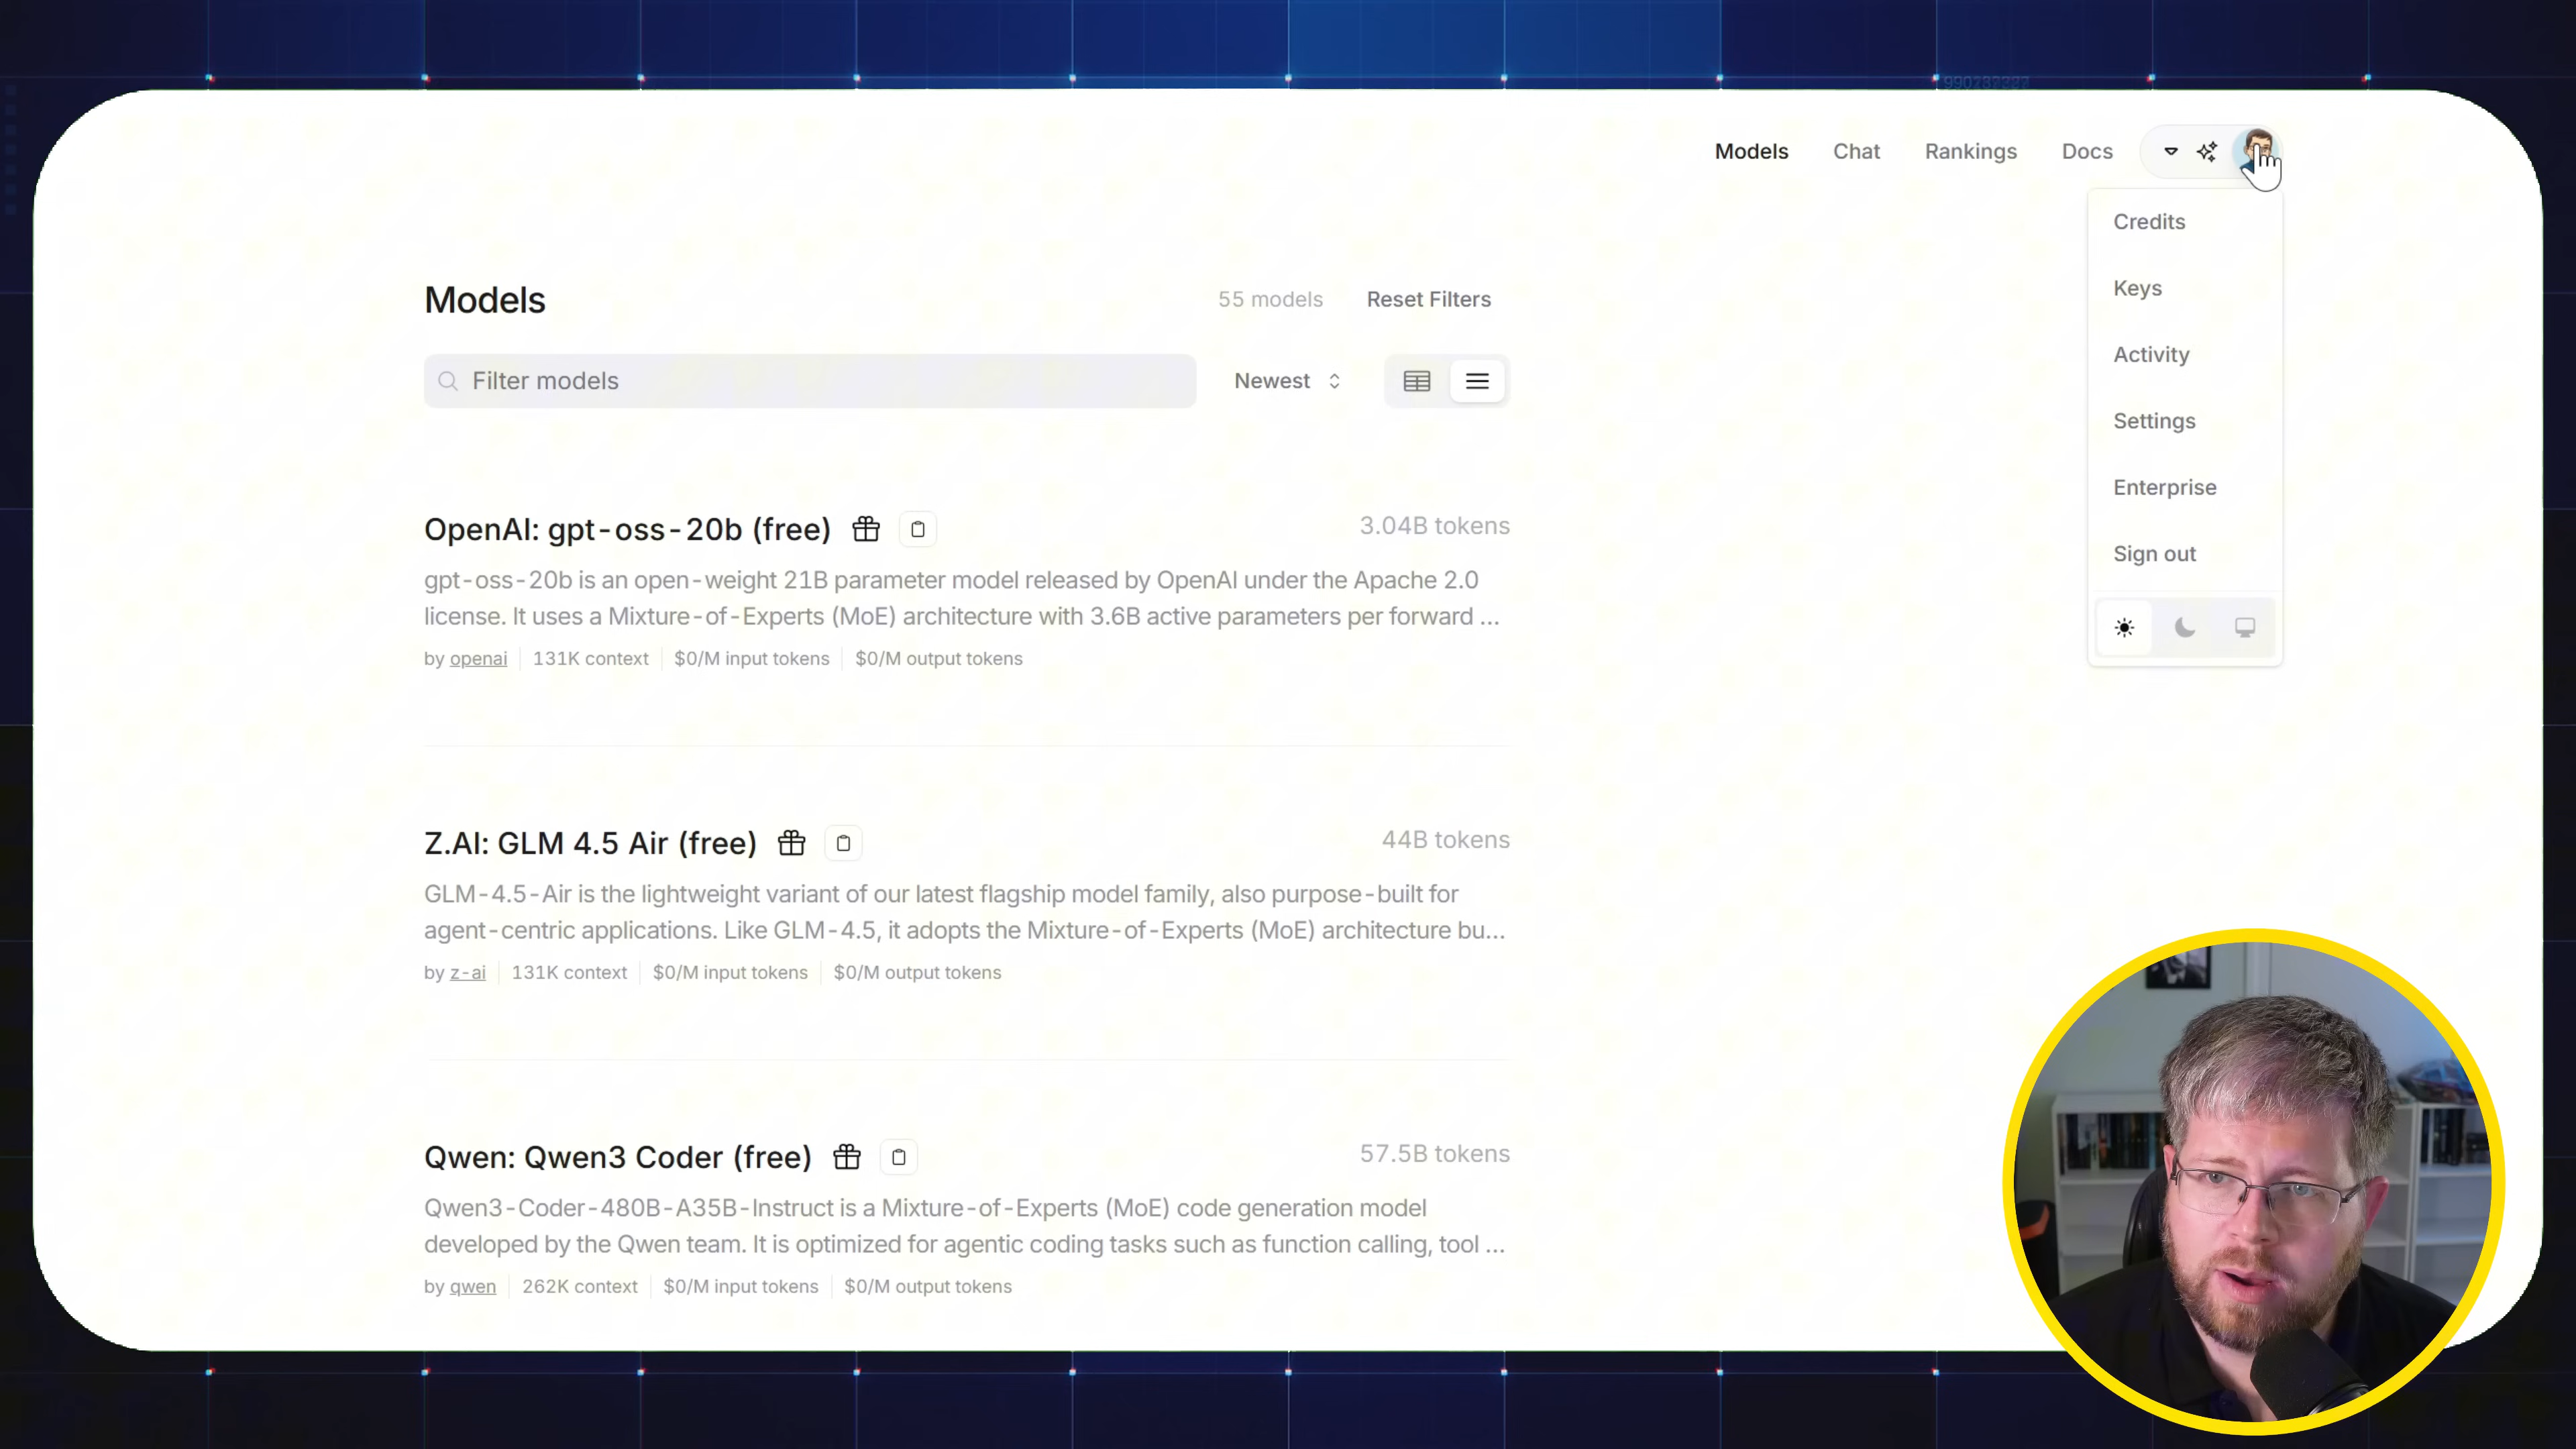 Models Chat Rankings Docs
Credits
Keys
Activity
Settings
Enterprise
Sign out
Models 55 models Reset Filters
Filter models Newest
OpenAI: gpt-oss-20b (free) 3.04B tokens
gpt-oss-20b is an open-weight 21B parameter model released by OpenAI under the Apache 2.0
license. It uses a Mixture-of-Experts (MoE) architecture with 3.6B active parameters per forward ...
by openai 131K context $0/M input tokens $0/M output tokens
Z.AI: GLM 4.5 Air (free) 44B tokens
GLM-4.5-Air is the lightweight variant of our latest flagship model family, also purpose-built for
agent-centric applications. Like GLM-4.5, it adopts the Mixture-of-Experts (MoE) architecture bu...
by z-ai 131K context $0/M input tokens $0/M output tokens
Qwen: Qwen3 Coder (free) 57.5B tokens
Qwen3-Coder-480B-A35B-Instruct is a Mixture-of-Experts (MoE) code generation model
developed by the Qwen team. It is optimized for agentic coding tasks such as function calling, tool ...
by qwen 262K context $0/M input tokens $0/M output tokens